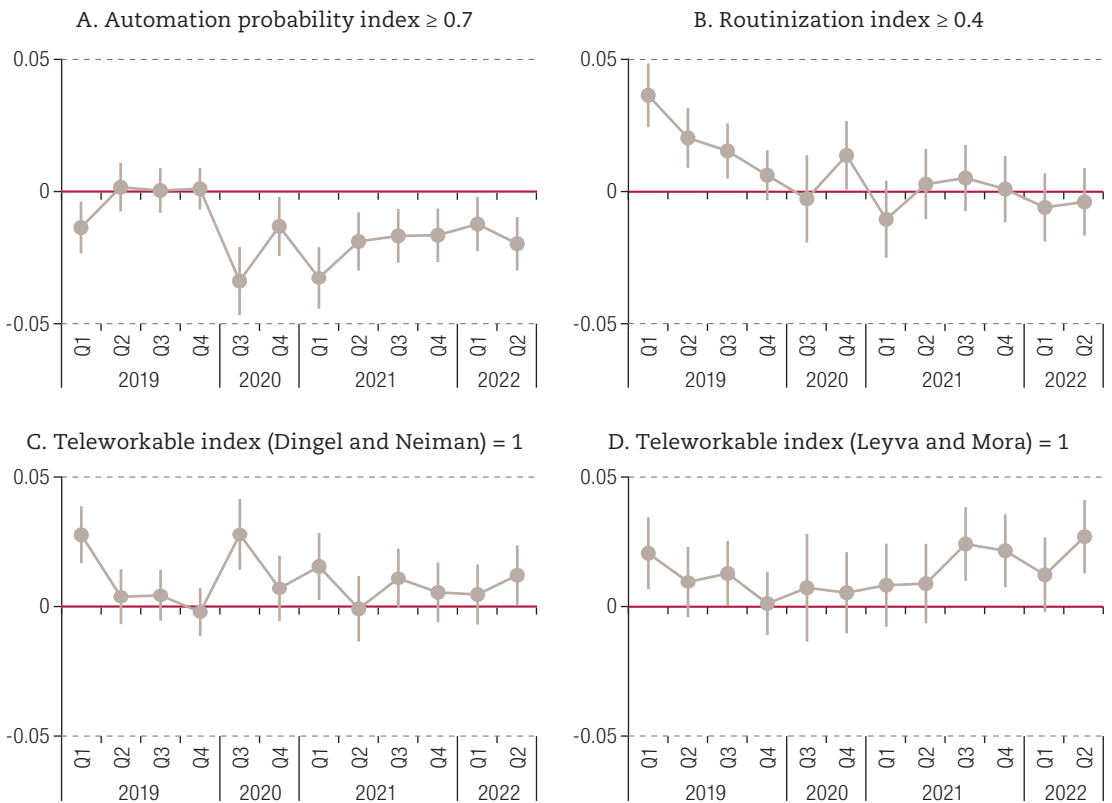 A. Automation probability index ≥ 0.7
0.05
0
-0.05
Q1 Q2 Q3 Q4 Q3 Q4 Q1 Q2 Q3 Q4 Q1 Q2
2019 2020 2021 2022
B. Routinization index ≥ 0.4
0.05
0
-0.05
Q1 Q2 Q3 Q4 Q3 Q4 Q1 Q2 Q3 Q4 Q1 Q2
2019 2020 2021 2022
C. Teleworkable index (Dingel and Neiman) = 1
0.05
0
-0.05
Q1 Q2 Q3 Q4 Q3 Q4 Q1 Q2 Q3 Q4 Q1 Q2
2019 2020 2021 2022
D. Teleworkable index (Leyva and Mora) = 1
0.05
0
-0.05
Q1 Q2 Q3 Q4 Q3 Q4 Q1 Q2 Q3 Q4 Q1 Q2
2019 2020 2021 2022